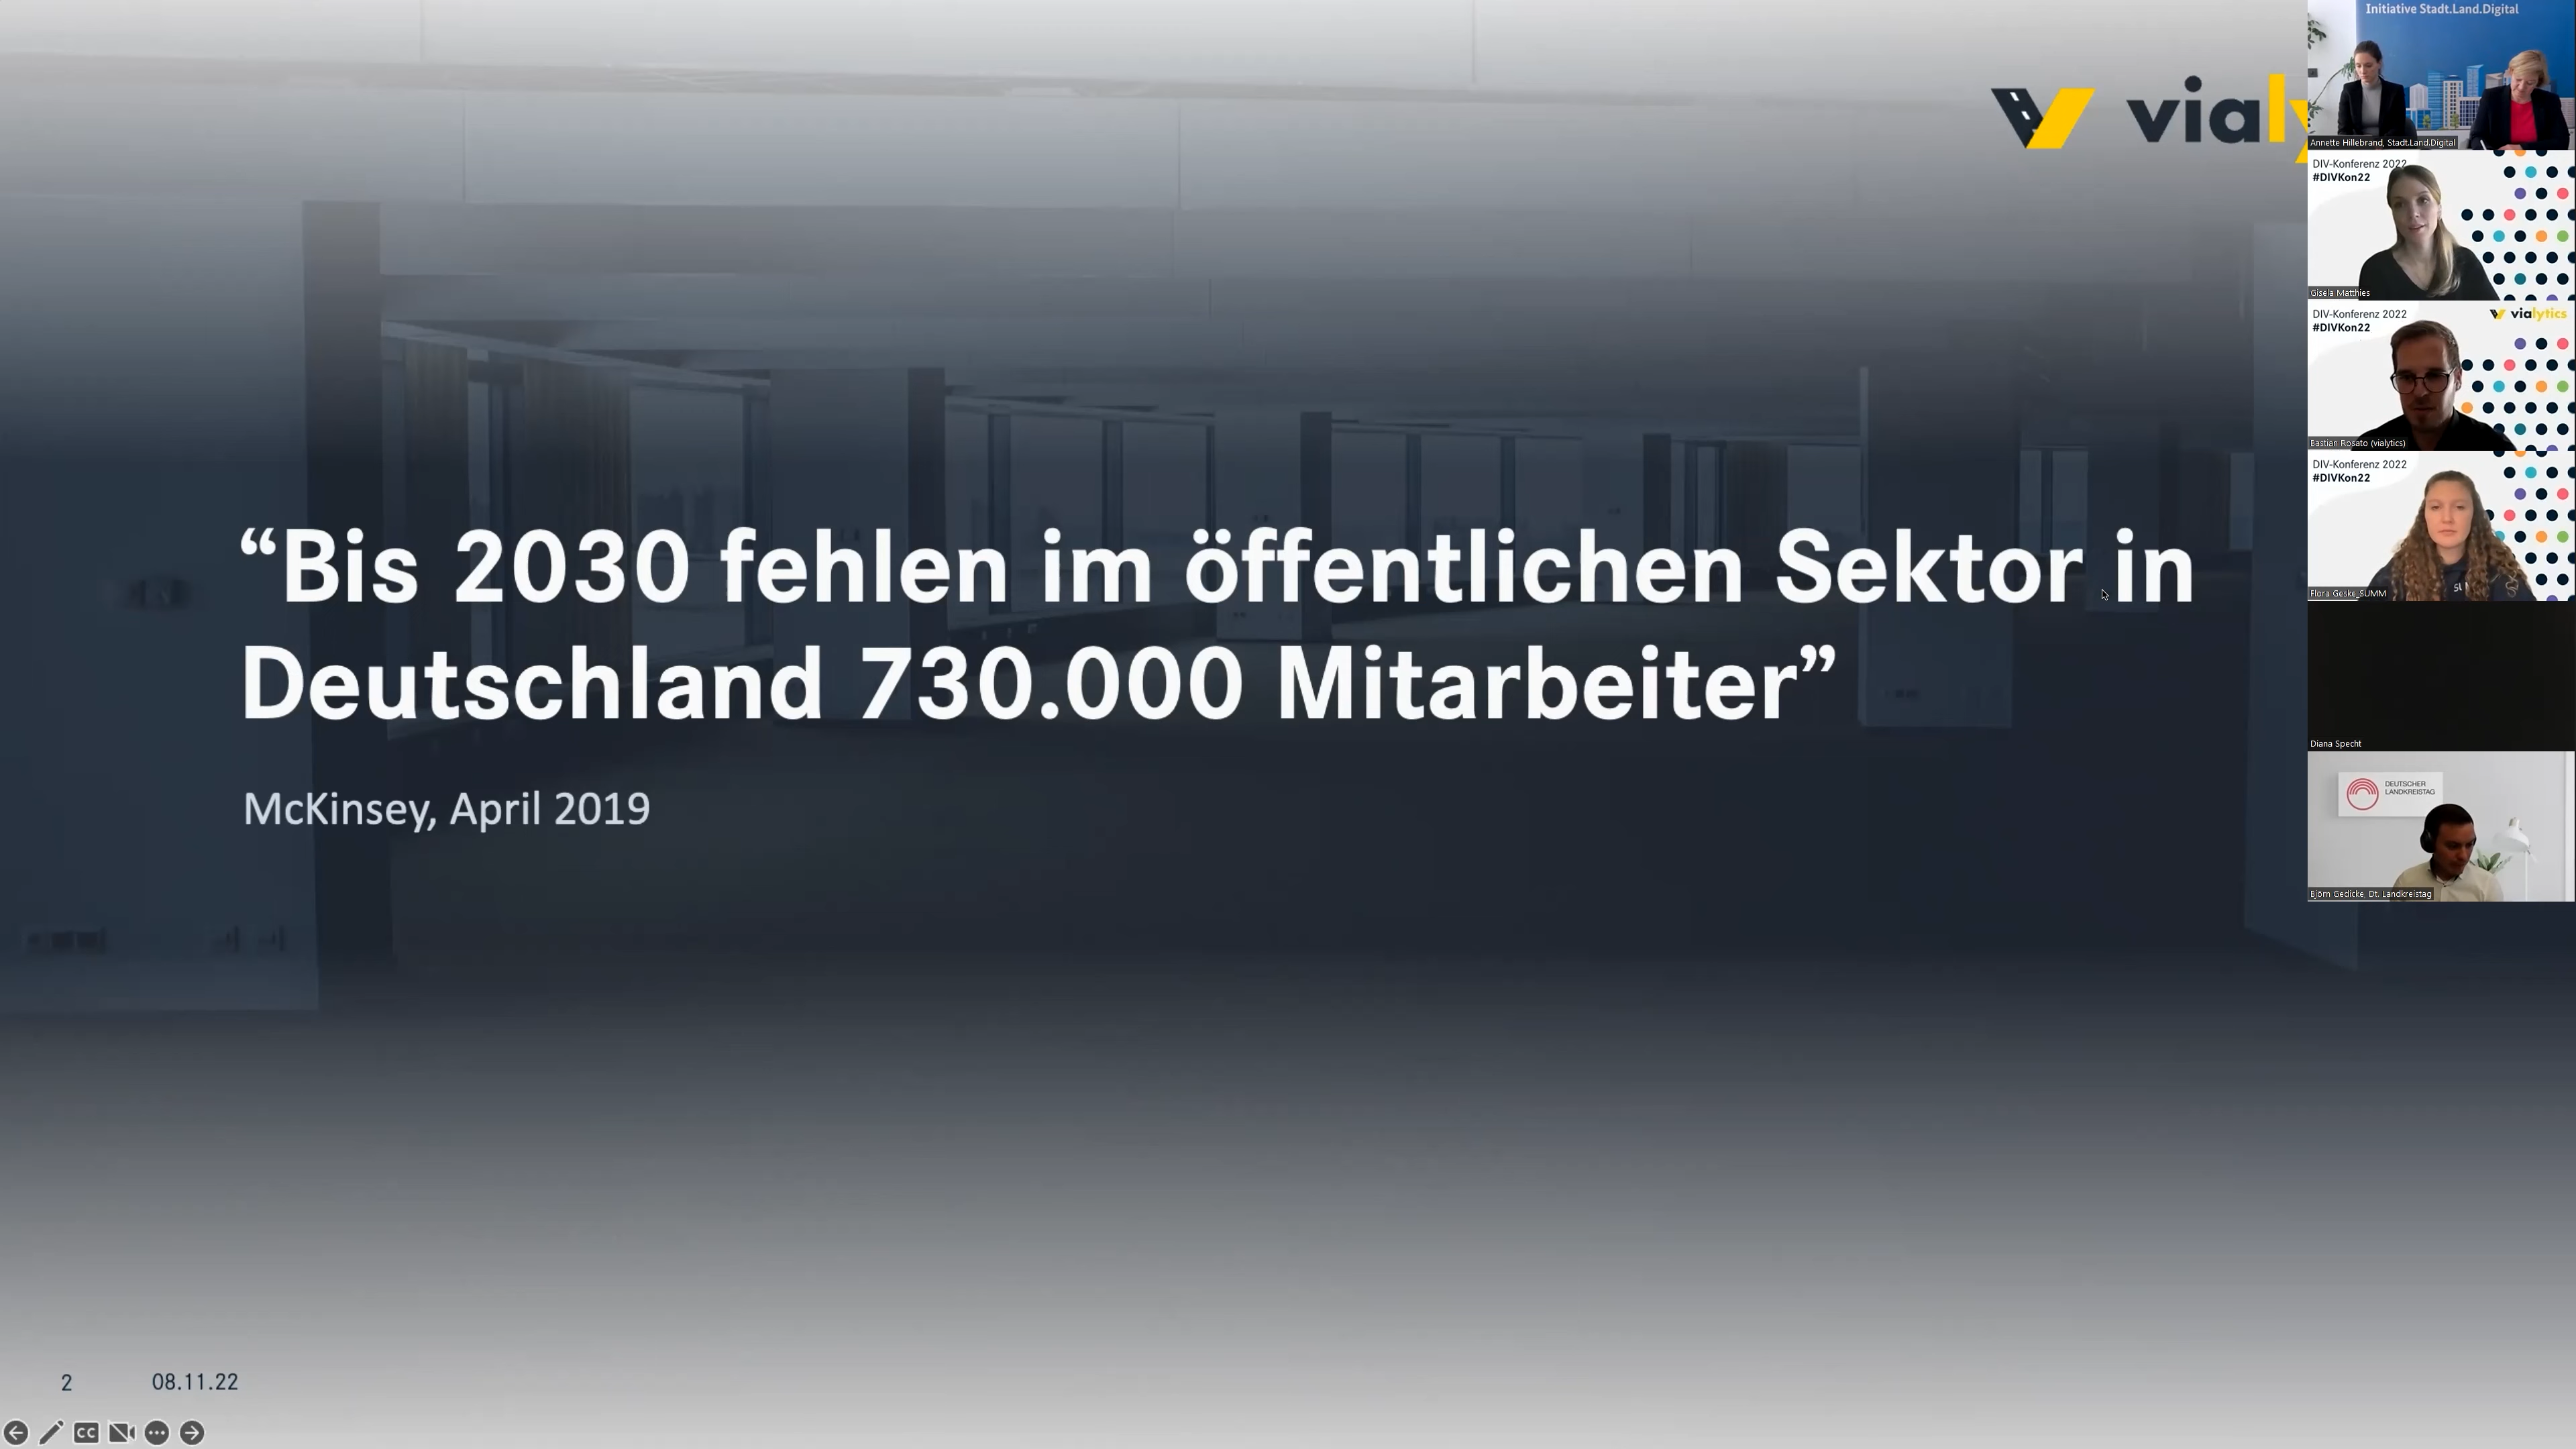 vialy
“Bis 2030 fehlen im öffentlichen Sektor in
Deutschland 730.000 Mitarbeiter”
McKinsey, April 2019
2
08.11.22
CC
Initiative Stadt.Land.Digital
Annette Hillebrand, Stadt.Land.Digital
DIV-Konferenz 2022
#DIVKon22
Gisela Matthies
DIV-Konferenz 2022
#DIVKon22
vialytics
Bastian Rosato (vialytics)
DIV-Konferenz 2022
#DIVKon22
Flora Geske_SUMM
Diana Specht
DEUTSCHER
LANDKREISTAG
Björn Gedicke, Dt. Landkreistag